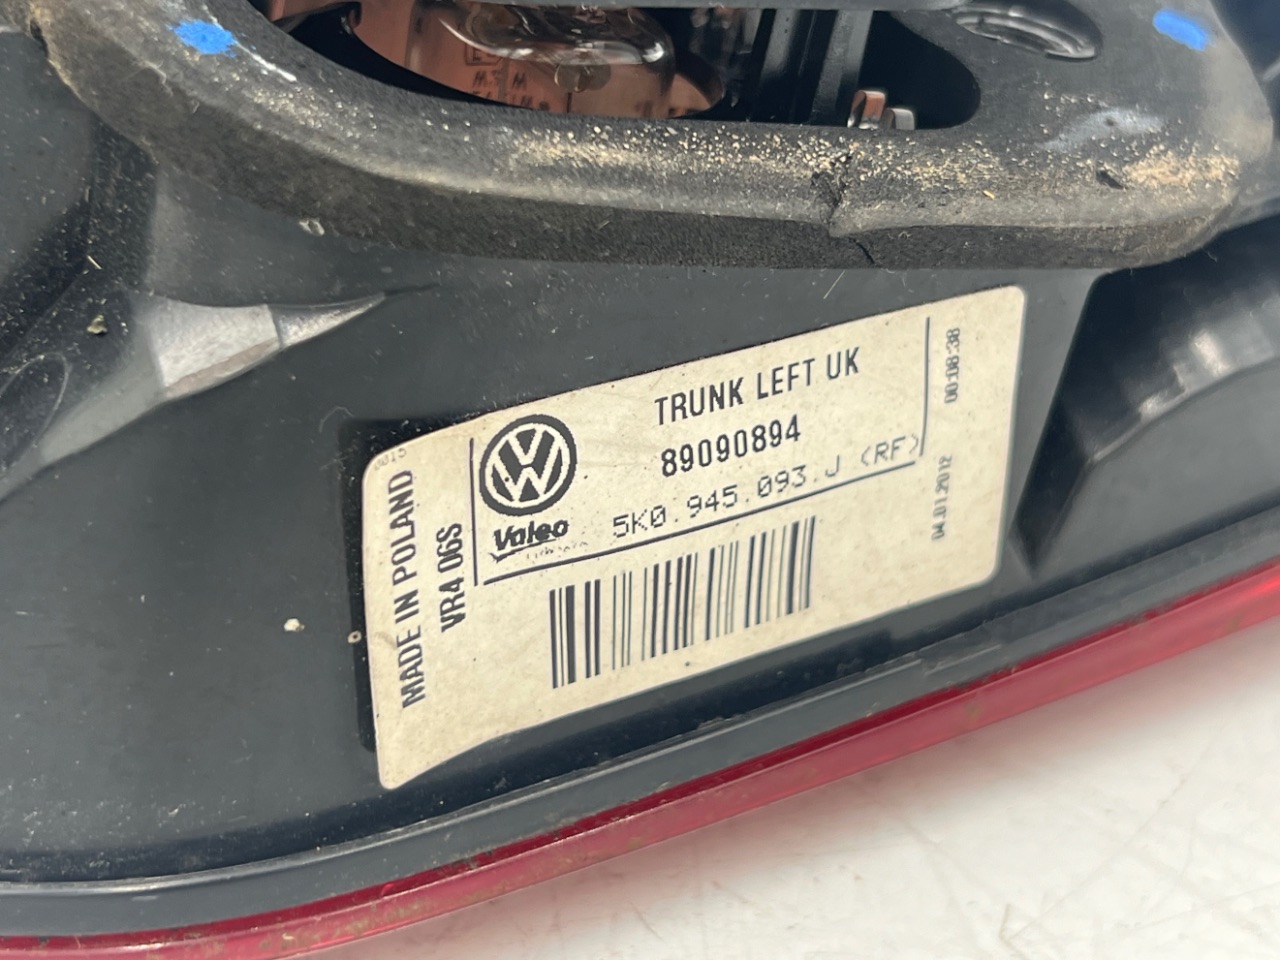 TRUNK LEFT UK
89090894
5K0.945.093.J (RF)
Valeo
MADE IN POLAND
VR4 0GS
04.01.2012 00:08:38